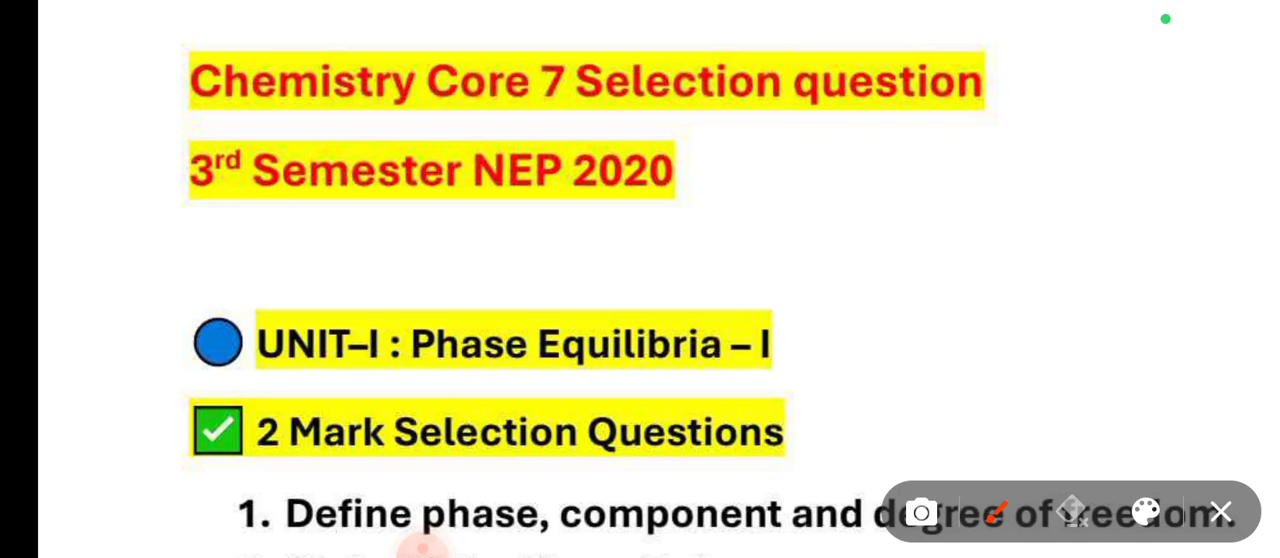 Chemistry Core 7 Selection question
3rd Semester NEP 2020
UNIT–I : Phase Equilibria – I
2 Mark Selection Questions
1. Define phase, component and degree of freedom.